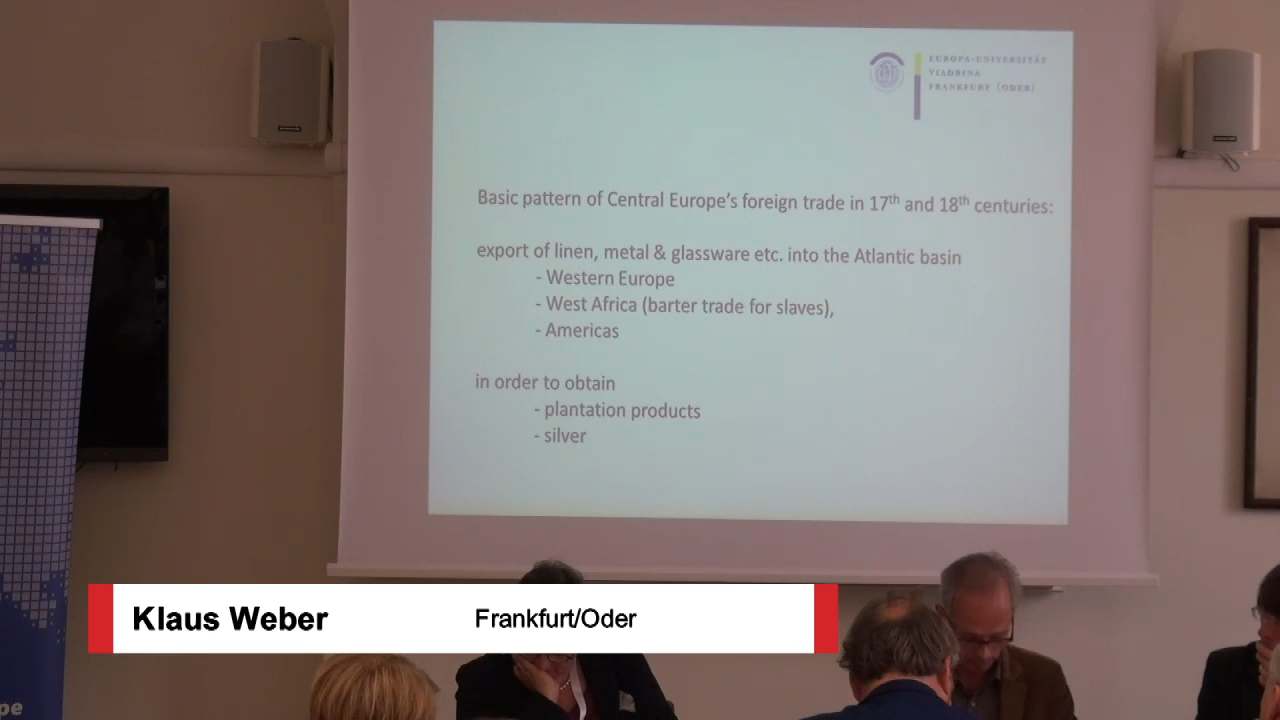 EUROPA-UNIVERSITÄT
VIADRINA
FRANKFURT (ODER)
Basic pattern of Central Europe's foreign trade in 17th and 18th centuries:
export of linen, metal & glassware etc. into the Atlantic basin
- Western Europe
- West Africa (barter trade for slaves),
- Americas
in order to obtain
- plantation products
- silver
Klaus Weber Frankfurt/Oder
pe